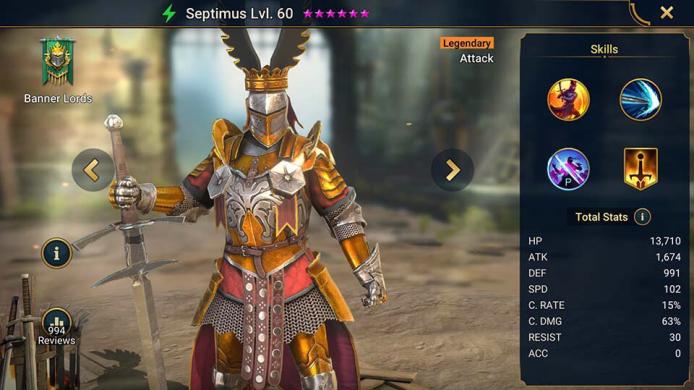 Septimus Lvl. 60
Legendary
Attack
Banner Lords
994
Reviews
Skills
P
Total Stats
HP 13,710
ATK 1,674
DEF 991
SPD 102
C. RATE 15%
C. DMG 63%
RESIST 30
ACC 0